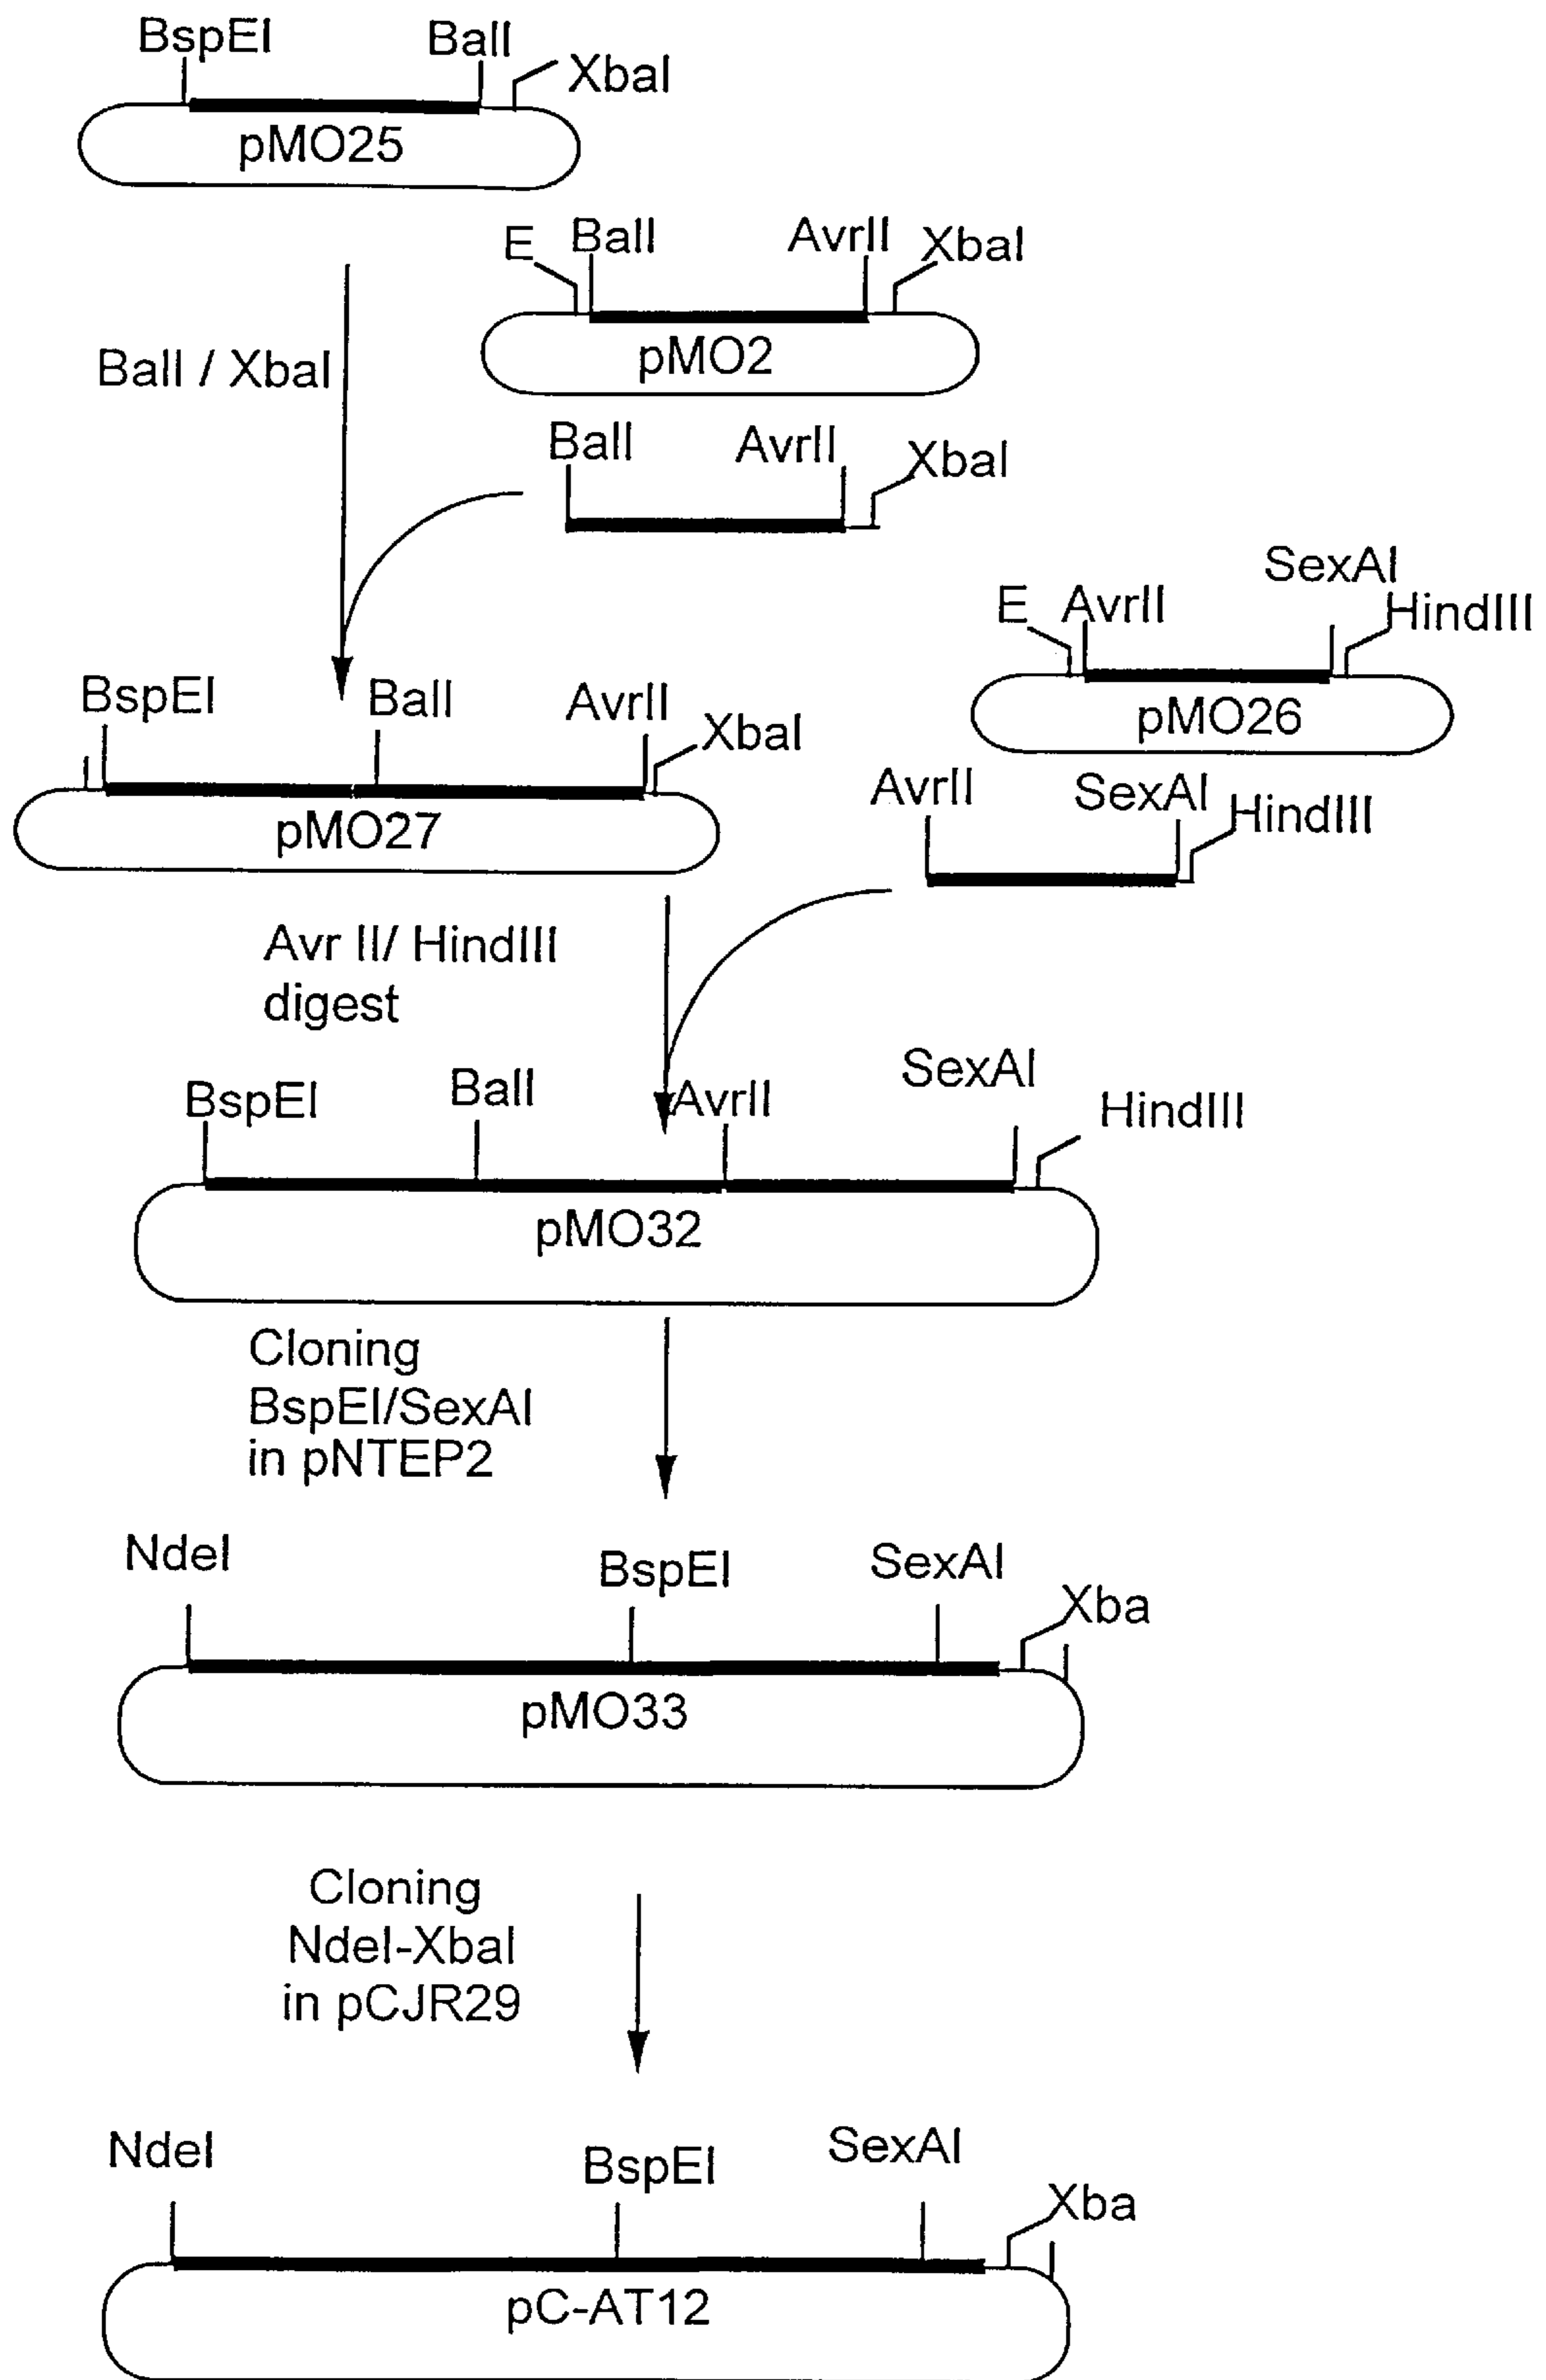 BspEI BalI XbaI
pMO25
E BalI AvrII XbaI
pMO2
BalI / XbaI
BalI AvrII XbaI
SexAI
E AvrII HindIII
pMO26
BspEI BalI AvrII XbaI
pMO27
AvrII SexAI HindIII
Avr II/ HindIII
digest
SexAI
BspEI BalI AvrII HindIII
pMO32
Cloning
BspEI/SexAI
in pNTEP2
NdeI BspEI SexAI Xba
pMO33
Cloning
NdeI-XbaI
in pCJR29
NdeI BspEI SexAI Xba
pC-AT12